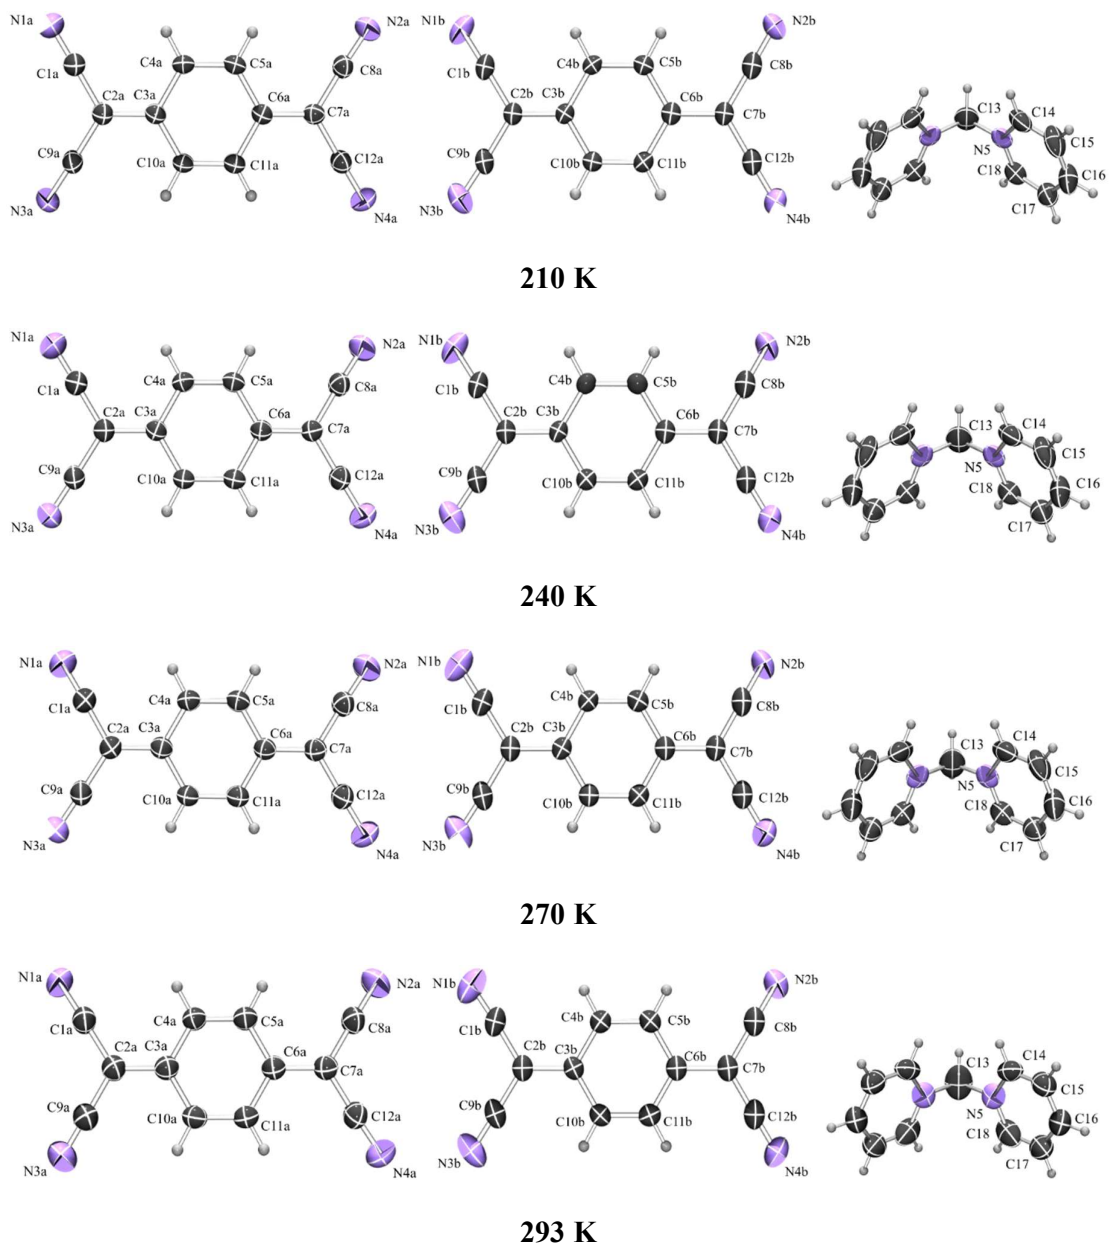 N1a N2a N1b N2b
C4a C5a C4b C5b
C1a C8a C1b C8b
C2a C3a C6a C7a C2b C3b C6b C7b C13 C14
N5 C15
C9a C10a C11a C12a C9b C10b C11b C12b C18 C16
N3a N4a N3b N4b C17
210 K
N1a N2a N1b N2b
C4a C5a C4b C5b
C1a C8a C1b C8b
C2a C3a C6a C7a C2b C3b C6b C7b C13 C14
N5 C15
C9a C10a C11a C12a C9b C10b C11b C12b C18 C16
N3a N4a N3b N4b C17
240 K
N1a N2a N1b N2b
C4a C5a C4b C5b
C1a C8a C1b C8b
C2a C3a C6a C7a C2b C3b C6b C7b C13 C14
N5 C15
C9a C10a C11a C12a C9b C10b C11b C12b C18 C16
N3a N4a N3b N4b C17
270 K
N1a N2a N1b N2b
C4a C5a C4b C5b
C1a C8a C1b C8b
C2a C3a C6a C7a C2b C3b C6b C7b C13 C14
N5 C15
C9a C10a C11a C12a C9b C10b C11b C12b C18 C16
N3a N4a N3b N4b C17
293 K